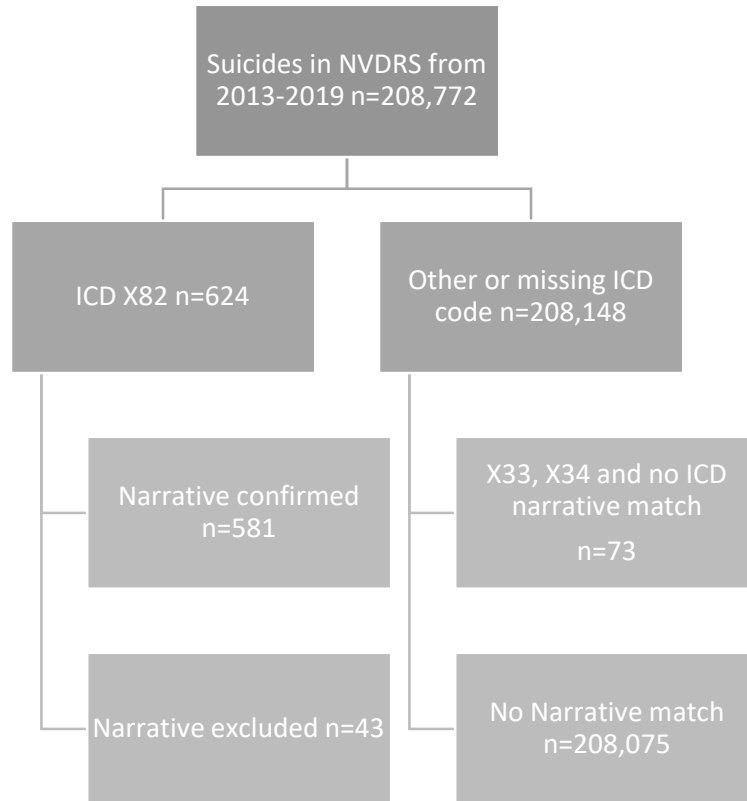 Suicides in NVDRS from
2013-2019 n=208,772
ICD X82 n=624
Other or missing ICD
code n=208,148
Narrative confirmed
n=581
X33, X34 and no ICD
narrative match
n=73
Narrative excluded n=43
No Narrative match
n=208,075